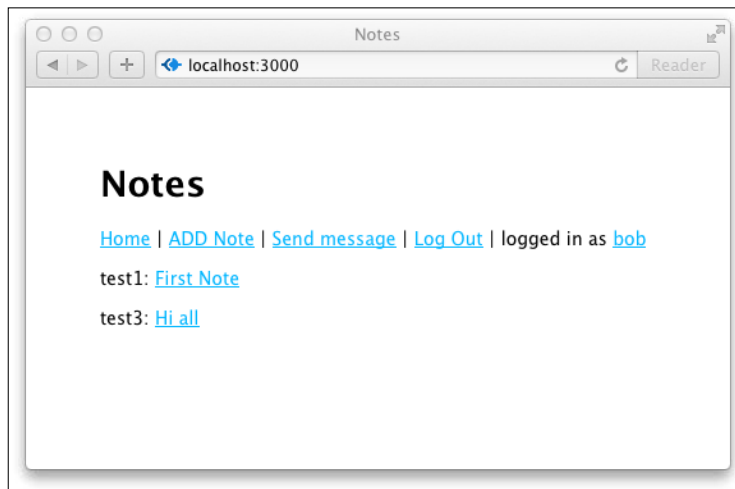 Notes
localhost:3000
Reader
Notes
Home | ADD Note | Send message | Log Out | logged in as bob
test1: First Note
test3: Hi all